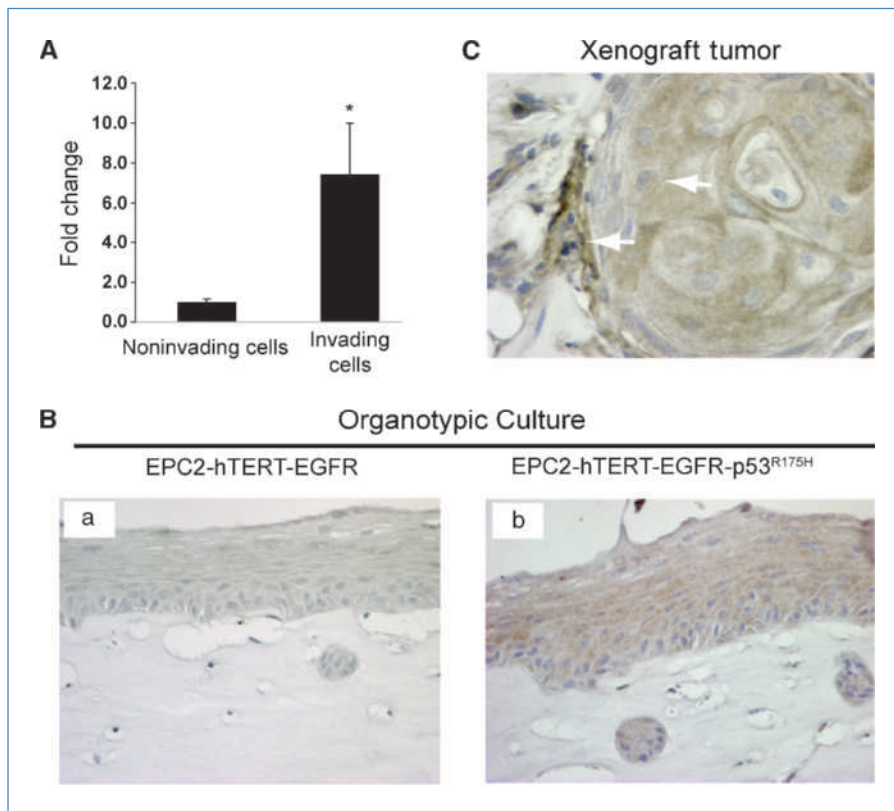 A
Fold change
12.0
10.0
8.0
6.0
4.0
2.0
0.0
*
Noninvading cells
Invading
cells
C
Xenograft tumor
B
Organotypic Culture
EPC2-hTERT-EGFR
EPC2-hTERT-EGFR-p53R175H
a
b